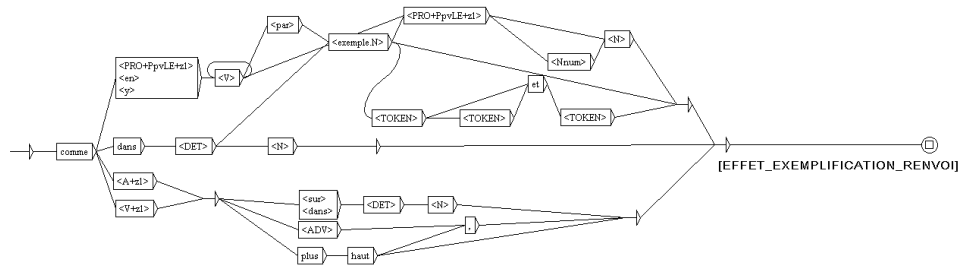 <par>
<PRO+PpvLE+z1>
<exemple.N>
<N>
<Nnum>
<PRO+PpvLE+z1>
<en>
<y>
<V>
et
<TOKEN>
<TOKEN>
<TOKEN>
comme
dans
<DET>
<N>
[EFFET_EXEMPLIFICATION_RENVOI]
<A+z1>
<V+z1>
<sur>
<dans>
<DET>
<N>
<ADV>
,
plus
haut